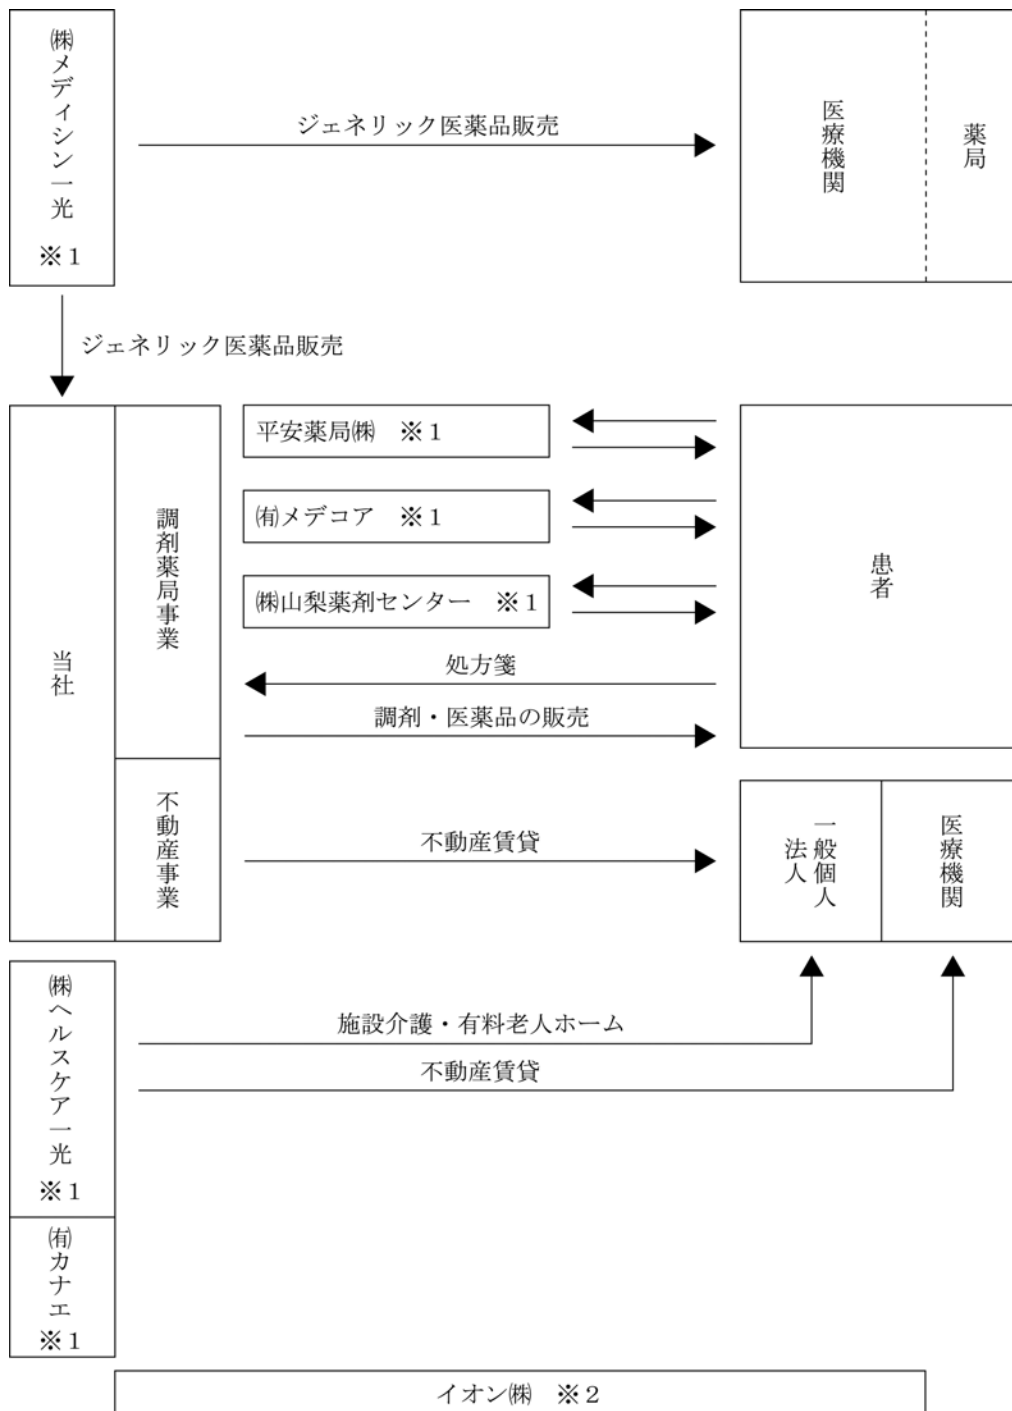 ㈱メディシン一光
※1
ジェネリック医薬品販売
医療機関
薬局
ジェネリック医薬品販売
当社
調剤薬局事業
平安薬局㈱ ※1
㈲メデコア ※1
㈱山梨薬剤センター ※1
処方箋
調剤・医薬品の販売
患者
不動産事業
不動産賃貸
一般個人
法人
医療機関
㈱ヘルスケア一光
※1
施設介護・有料老人ホーム
不動産賃貸
㈲カナエ
※1
イオン㈱ ※2